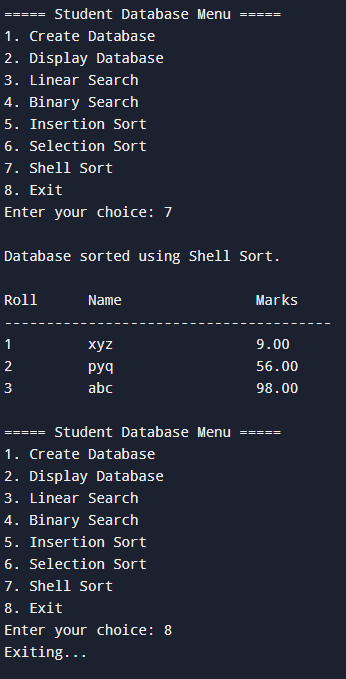 ===== Student Database Menu =====
1. Create Database
2. Display Database
3. Linear Search
4. Binary Search
5. Insertion Sort
6. Selection Sort
7. Shell Sort
8. Exit
Enter your choice: 7
Database sorted using Shell Sort.
Roll Name Marks
---------------------------------------
1 xyz 9.00
2 pyq 56.00
3 abc 98.00
===== Student Database Menu =====
1. Create Database
2. Display Database
3. Linear Search
4. Binary Search
5. Insertion Sort
6. Selection Sort
7. Shell Sort
8. Exit
Enter your choice: 8
Exiting...